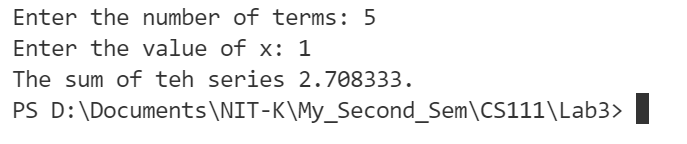 Enter the number of terms: 5
Enter the value of x: 1
The sum of teh series 2.708333.
PS D:\Documents\NIT-K\My_Second_Sem\CS111\Lab3>